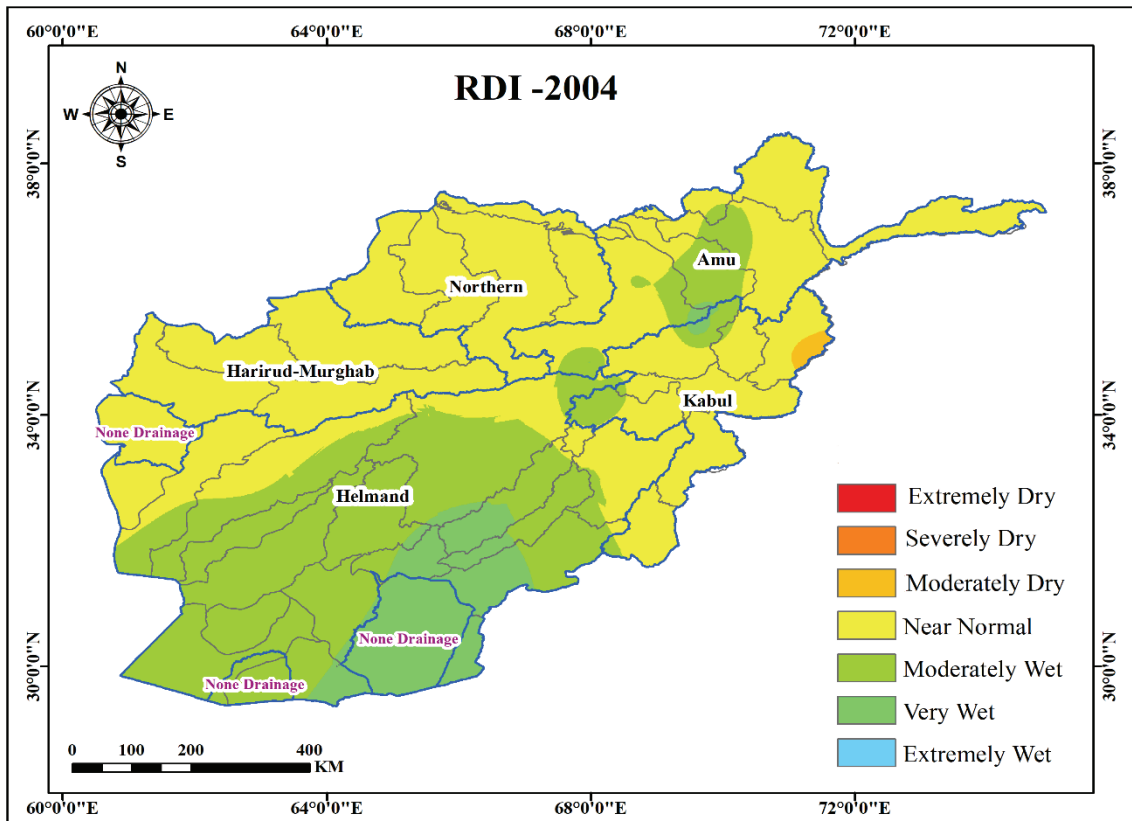 60°0'0"E 64°0'0"E 68°0'0"E 72°0'0"E
N
W E
S
RDI -2004
38°0'0"N
38°0'0"N
Amu
Northern
Harirud-Murghab
Kabul
34°0'0"N
34°0'0"N
None Drainage
Helmand
None Drainage
None Drainage
30°0'0"N
30°0'0"N
Extremely Dry
Severely Dry
Moderately Dry
Near Normal
Moderately Wet
Very Wet
Extremely Wet
0 100 200 400
KM
60°0'0"E 64°0'0"E 68°0'0"E 72°0'0"E